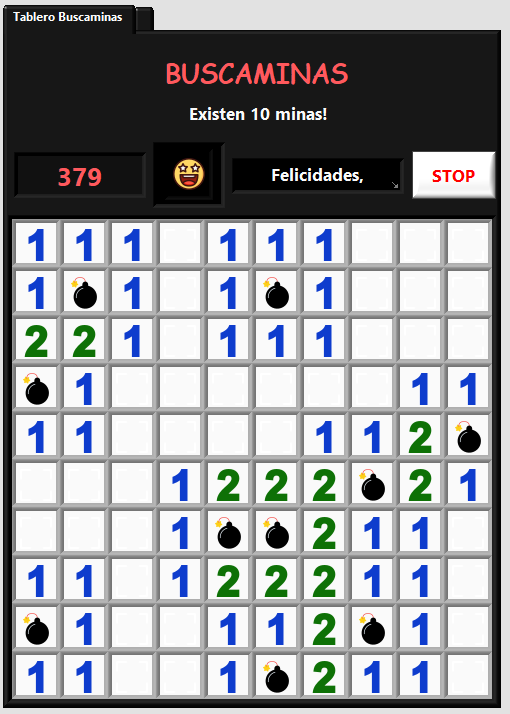 Tablero Buscaminas
BUSCAMINAS
Existen 10 minas!
379 Felicidades, STOP
1 1 1 1 1 1
1 1 1 1
2 2 1 1 1 1
1 1 1
1 1 1 1 2
1 2 2 2 2 1
1 2 1 1
1 1 1 2 2 2 1 1
1 1 1 2 1
1 1 1 2 1 1